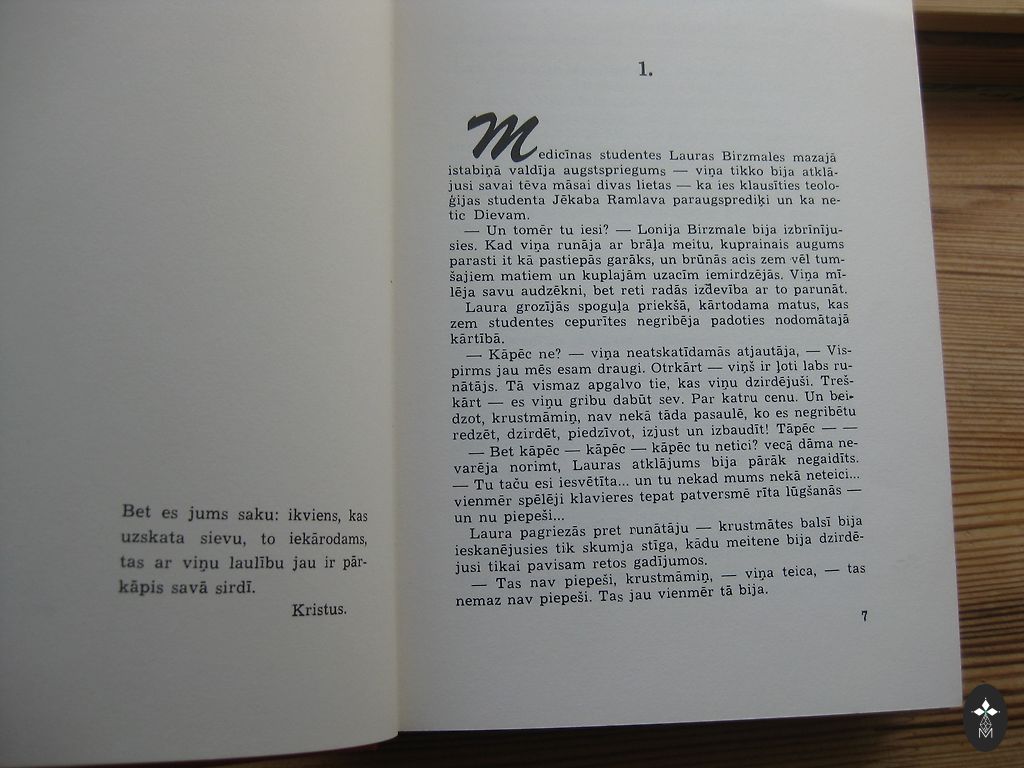 Bet es jums saku: ikviens, kas
uzskata sievu, to iekārodams,
tas ar viņu laulību jau ir pār-
kāpis savā sirdī.
Kristus.
1.
Medicīnas studentes Lauras Birzmales mazajā
istabiņā valdīja augstspriegums — viņa tikko bija atklā-
jusi savai tēva māsai divas lietas — ka ies klausīties teolo-
ģijas studenta Jēkaba Ramlava paraugsprediķi un ka ne-
tic Dievam.
— Un tomēr tu iesi? — Lonija Birzmale bija izbrīnīju-
sies. Kad viņa runāja ar brāļa meitu, kuprainais augums
parasti it kā pastiepās garāks, un brūnās acis zem vēl tum-
šajiem matiem un kuplajām uzacīm iemirdzējās. Viņa mī-
lēja savu audzēkni, bet reti radās izdevība ar to parunāt.
Laura grozījās spoguļa priekšā, kārtodama matus, kas
zem studentes cepurītes negribēja padoties nodomātajā
kārtībā.
— Kāpēc ne? — viņa neatskatīdamās atjautāja, — Vis-
pirms jau mēs esam draugi. Otrkārt — viņš ir ļoti labs ru-
nātājs. Tā vismaz apgalvo tie, kas viņu dzirdējuši. Treš-
kārt — es viņu gribu dabūt sev. Par katru cenu. Un bei-
dzot, krustmāmiņ, nav nekā tāda pasaulē, ko es negribētu
redzēt, dzirdēt, piedzīvot, izjust un izbaudīt! Tāpēc — —
— Bet kāpēc — kāpēc — kāpēc tu netici? vecā dāma ne-
varēja norimt, Lauras atklājums bija pārāk negaidīts.
— Tu taču esi iesvētīta... un tu nekad mums nekā neteici...
vienmēr spēlēji klavieres tepat patversmē rīta lūgšanās —
un nu piepeši...
Laura pagriezās pret runātāju — krustmātes balsī bija
ieskanējusies tik skumja stīga, kādu meitene bija dzirdē-
jusi tikai pavisam retos gadījumos.
— Tas nav piepeši, krustmāmiņ, — viņa teica, — tas
nemaz nav piepeši. Tas jau vienmēr tā bija.
7
M